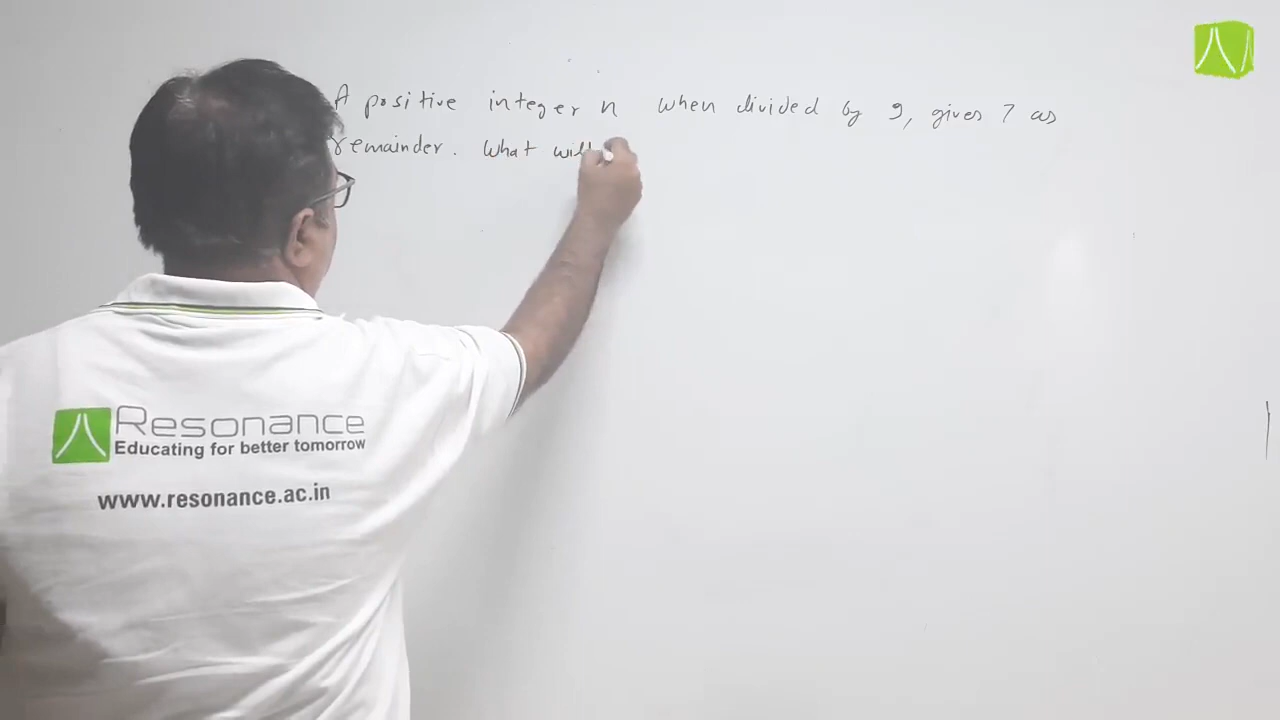 A positive integer n when divided by 9, gives 7 as
remainder. What will
Resonance
Educating for better tomorrow
www.resonance.ac.in